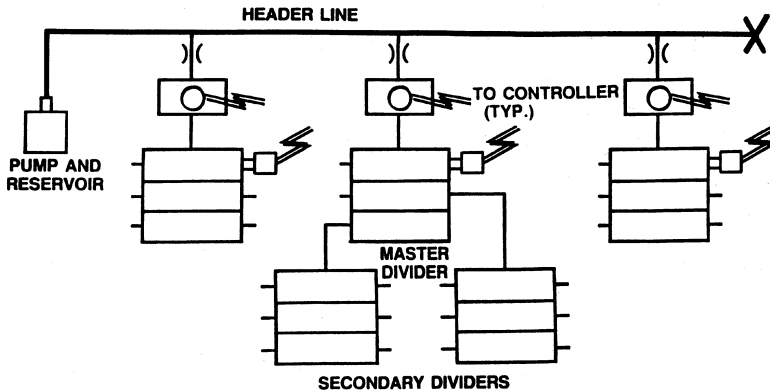 HEADER LINE
TO CONTROLLER
(TYP.)
PUMP AND
RESERVOIR
MASTER
DIVIDER
SECONDARY DIVIDERS